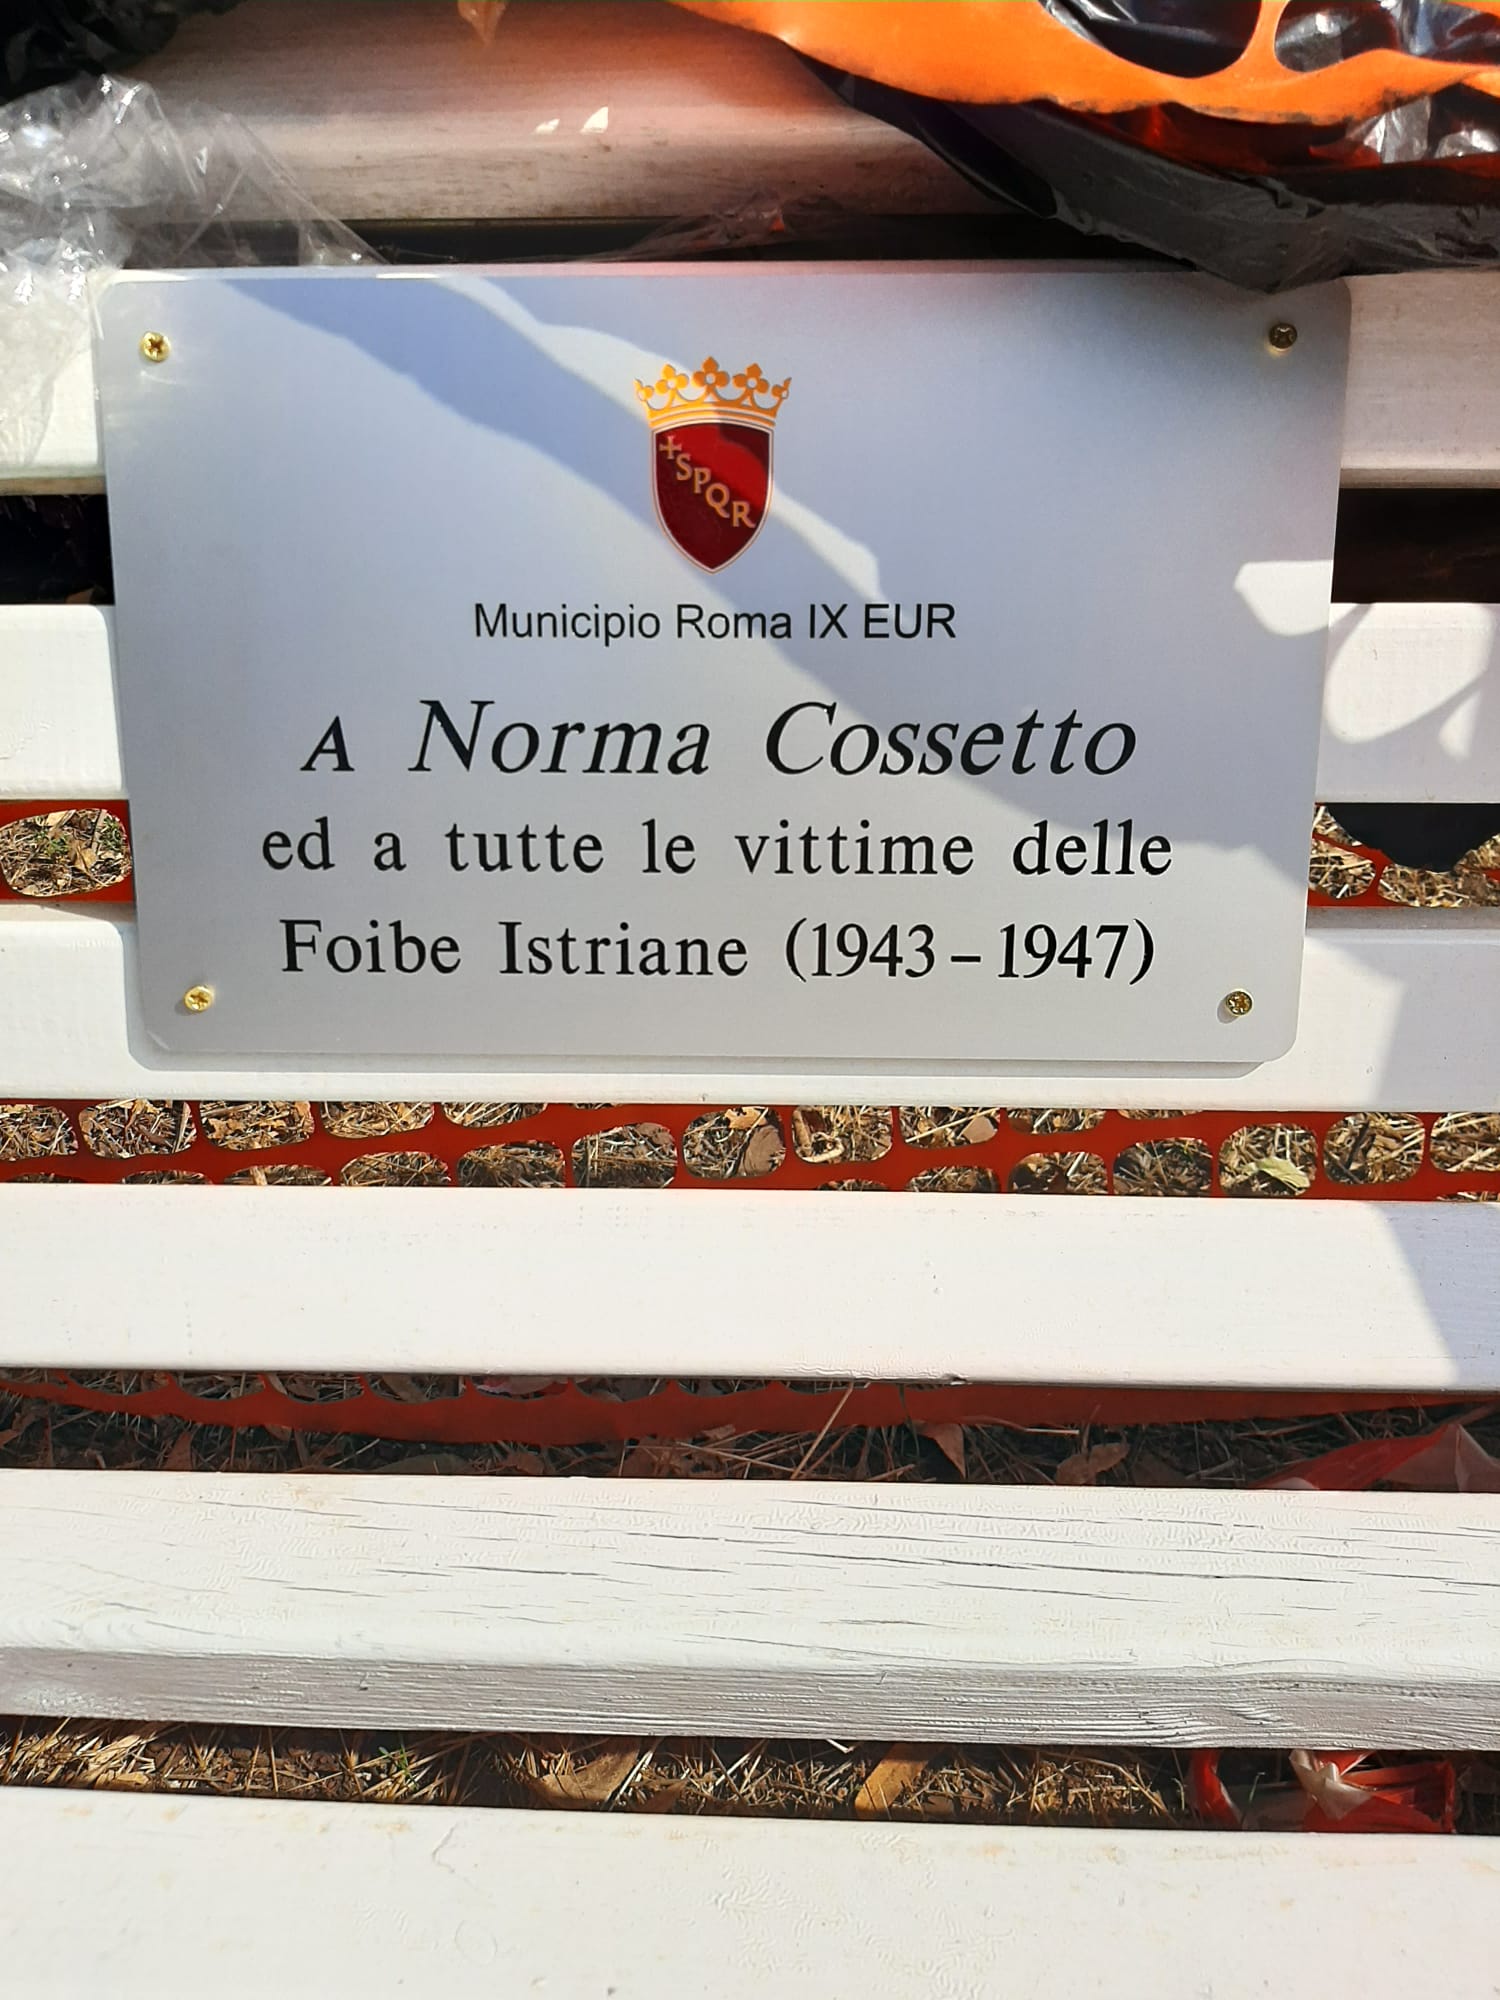 SPQR
Municipio Roma IX EUR
A Norma Cossetto
ed a tutte le vittime delle
Foibe Istriane (1943-1947)